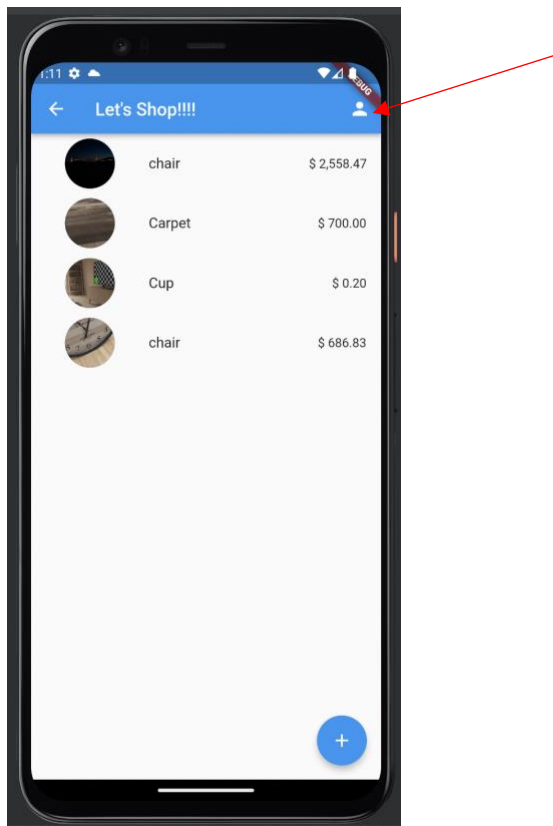 1:11
DEBUG
Let's Shop!!!!
chair $ 2,558.47
Carpet $ 700.00
Cup $ 0.20
chair $ 686.83
+